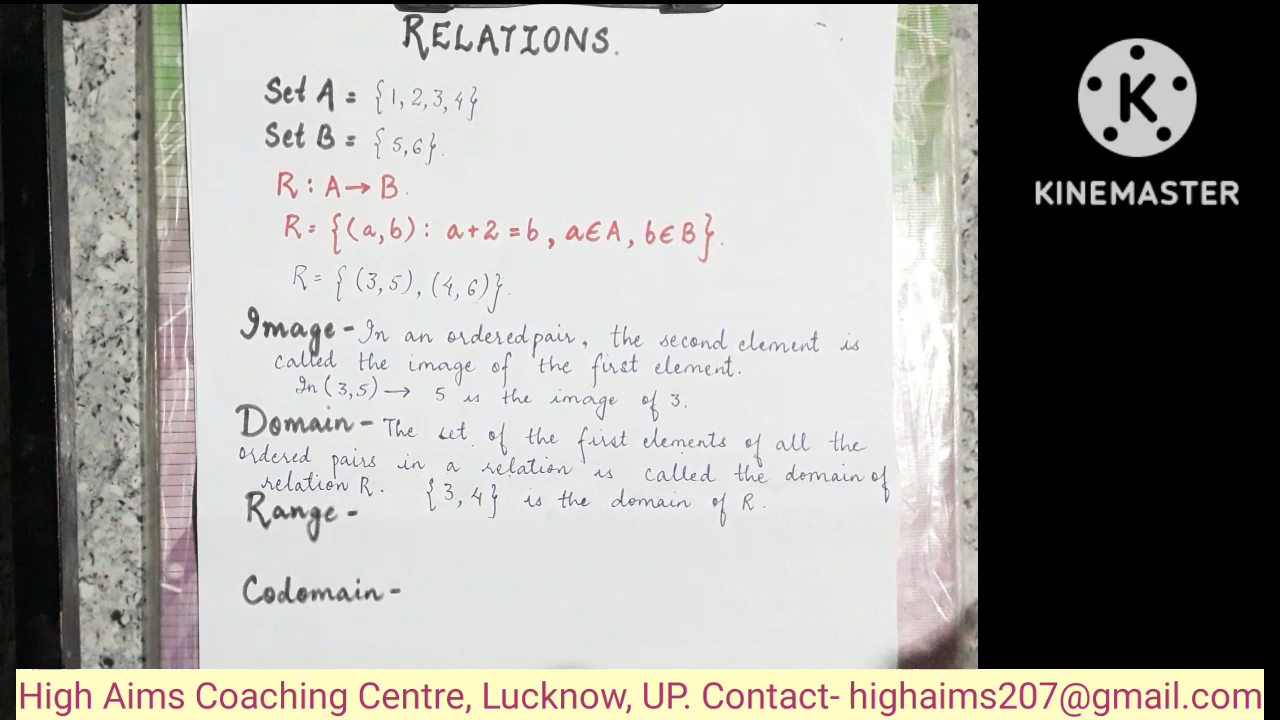 RELATIONS.
Set A = {1, 2, 3, 4}
Set B = {5, 6}.
R : A → B.
R = {(a, b) : a + 2 = b, a ∈ A, b ∈ B}.
R = {(3, 5), (4, 6)}.
Image - In an ordered pair, the second element is
called the image of the first element.
In (3, 5) → 5 is the image of 3.
Domain - The set of the first elements of all the
ordered pairs in a relation is called the domain of
relation R. {3, 4} is the domain of R.
Range -
Codomain -
K
KINEMASTER
High Aims Coaching Centre, Lucknow, UP. Contact- highaims207@gmail.com